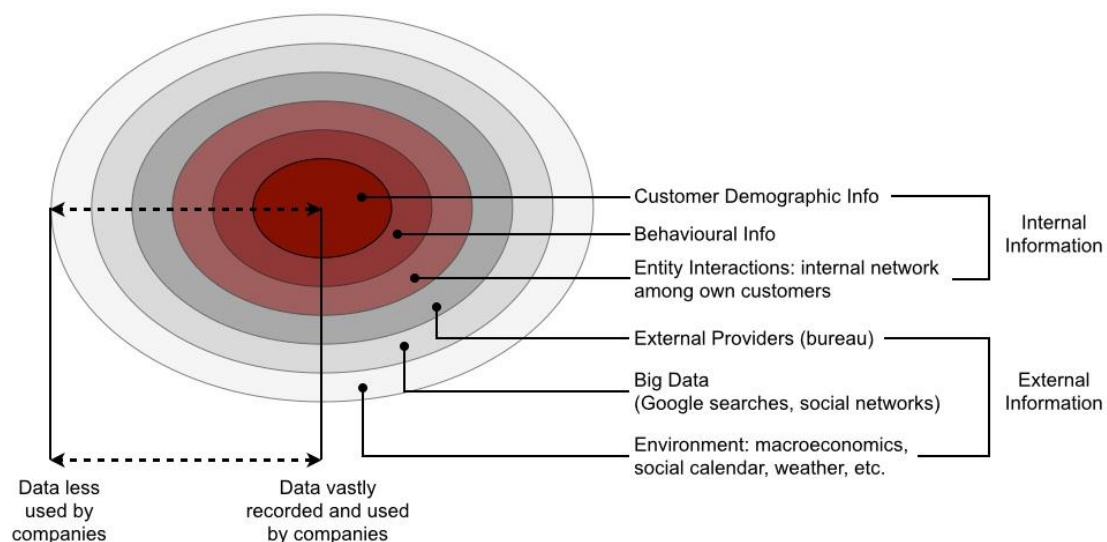 Customer Demographic Info
Behavioural Info
Entity Interactions: internal network
among own customers
Internal
Information
External Providers (bureau)
Big Data
(Google searches, social networks)
Environment: macroeconomics,
social calendar, weather, etc.
External
Information
Data less
used by
companies
Data vastly
recorded and used
by companies